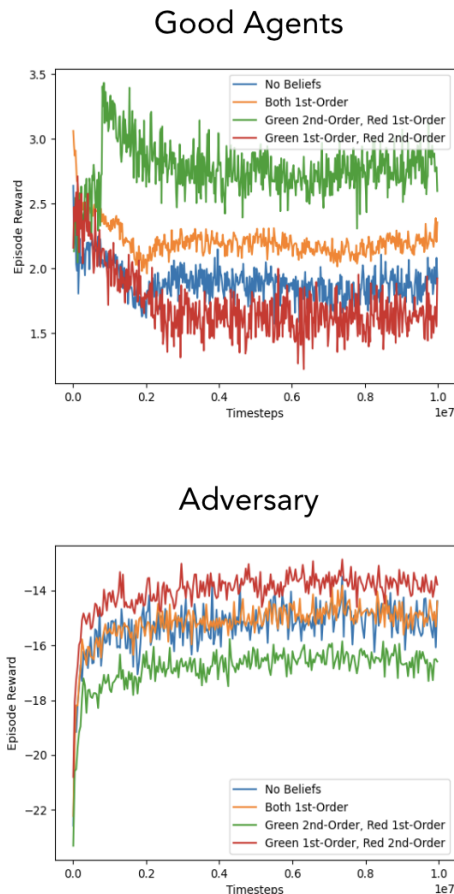 Good Agents
3.5
3.0
2.5
2.0
1.5
Episode Reward
No Beliefs
Both 1st-Order
Green 2nd-Order, Red 1st-Order
Green 1st-Order, Red 2nd-Order
0.0 0.2 0.4 0.6 0.8 1.0
1e7
Timesteps
Adversary
−14
−16
−18
−20
−22
Episode Reward
No Beliefs
Both 1st-Order
Green 2nd-Order, Red 1st-Order
Green 1st-Order, Red 2nd-Order
0.0 0.2 0.4 0.6 0.8 1.0
1e7
Timesteps